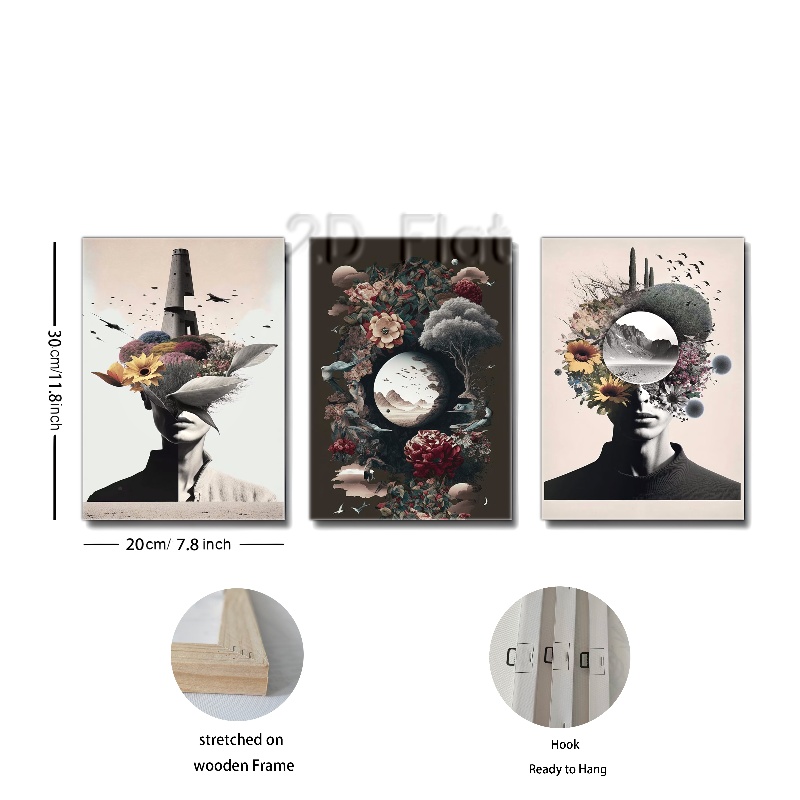 2D Flat
30cm/11.8inch
20cm/ 7.8 inch
stretched on
wooden Frame
Hook
Ready to Hang